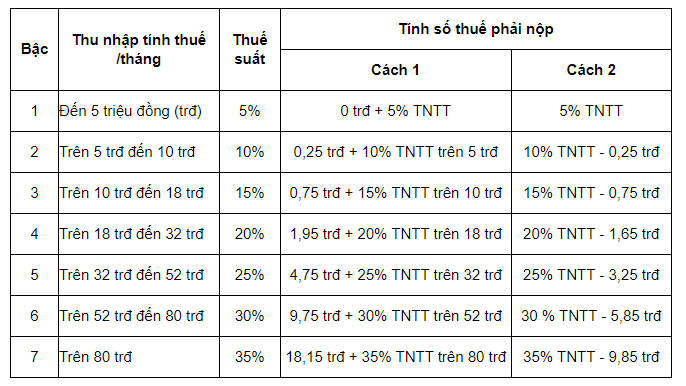 Bậc | Thu nhập tính thuế /tháng | Thuế suất | Tính số thuế phải nộp
Cách 1 | Cách 2
1 | Đến 5 triệu đồng (trđ) | 5% | 0 trđ + 5% TNTT | 5% TNTT
2 | Trên 5 trđ đến 10 trđ | 10% | 0,25 trđ + 10% TNTT trên 5 trđ | 10% TNTT - 0,25 trđ
3 | Trên 10 trđ đến 18 trđ | 15% | 0,75 trđ + 15% TNTT trên 10 trđ | 15% TNTT - 0,75 trđ
4 | Trên 18 trđ đến 32 trđ | 20% | 1,95 trđ + 20% TNTT trên 18 trđ | 20% TNTT - 1,65 trđ
5 | Trên 32 trđ đến 52 trđ | 25% | 4,75 trđ + 25% TNTT trên 32 trđ | 25% TNTT - 3,25 trđ
6 | Trên 52 trđ đến 80 trđ | 30% | 9,75 trđ + 30% TNTT trên 52 trđ | 30 % TNTT - 5,85 trđ
7 | Trên 80 trđ | 35% | 18,15 trđ + 35% TNTT trên 80 trđ | 35% TNTT - 9,85 trđ